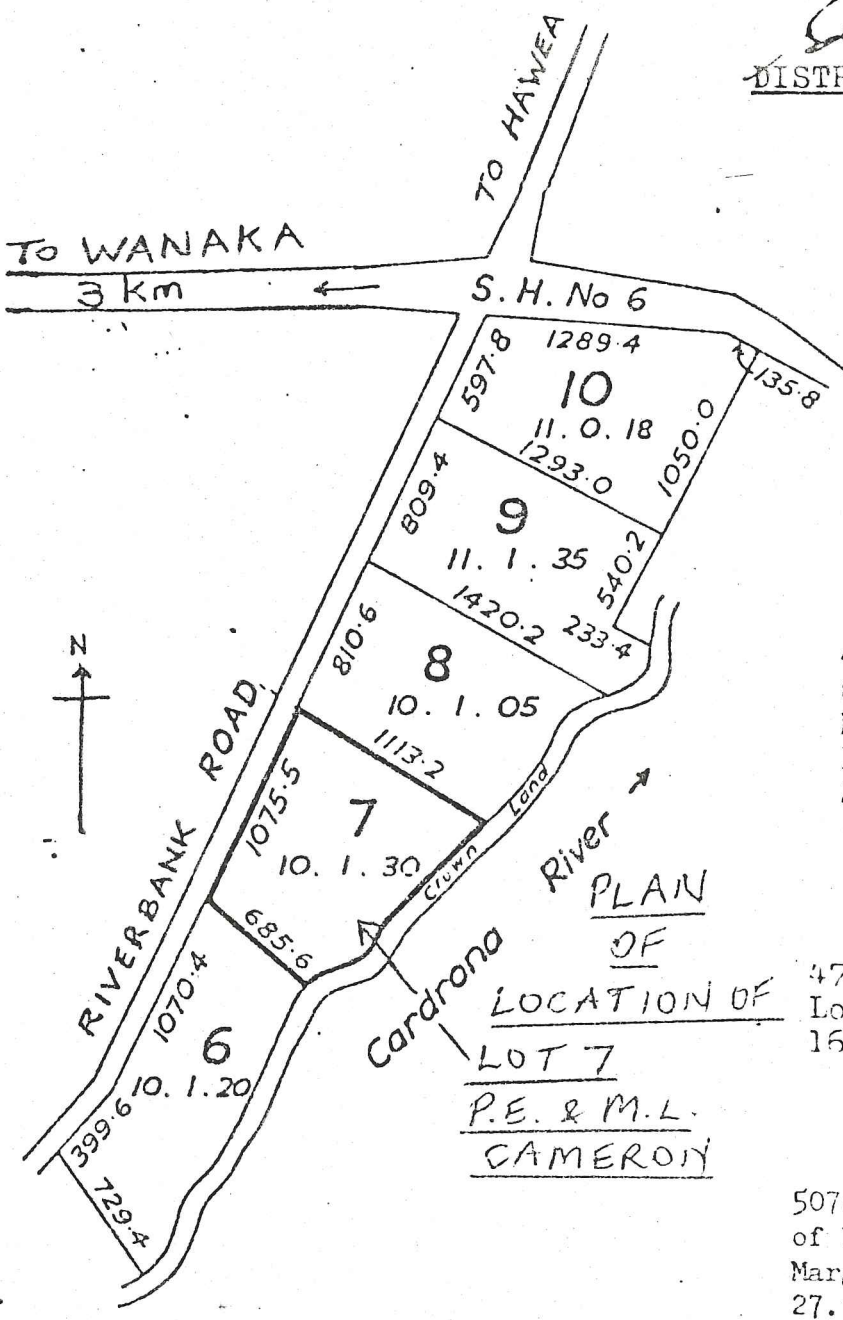 DISTR
TO HAWEA
TO WANAKA
3 Km
S.H. No 6
597.8
1289.4
135.8
10
11. 0. 18
1050.0
1293.0
809.4
9
11. 1. 35
540.2
1420.2
233.4
810.6
8
10. 1. 05
N
RIVERBANK ROAD
1113.2
1075.5
7
10. 1. 30
Crown Land
Cardrona River
685.6
1070.4
6
10. 1. 20
399.6
729.4
PLAN
OF
LOCATION OF
LOT 7
P.E. & M.L.
CAMERON
47
Lo
16
507
of
Mar
27.